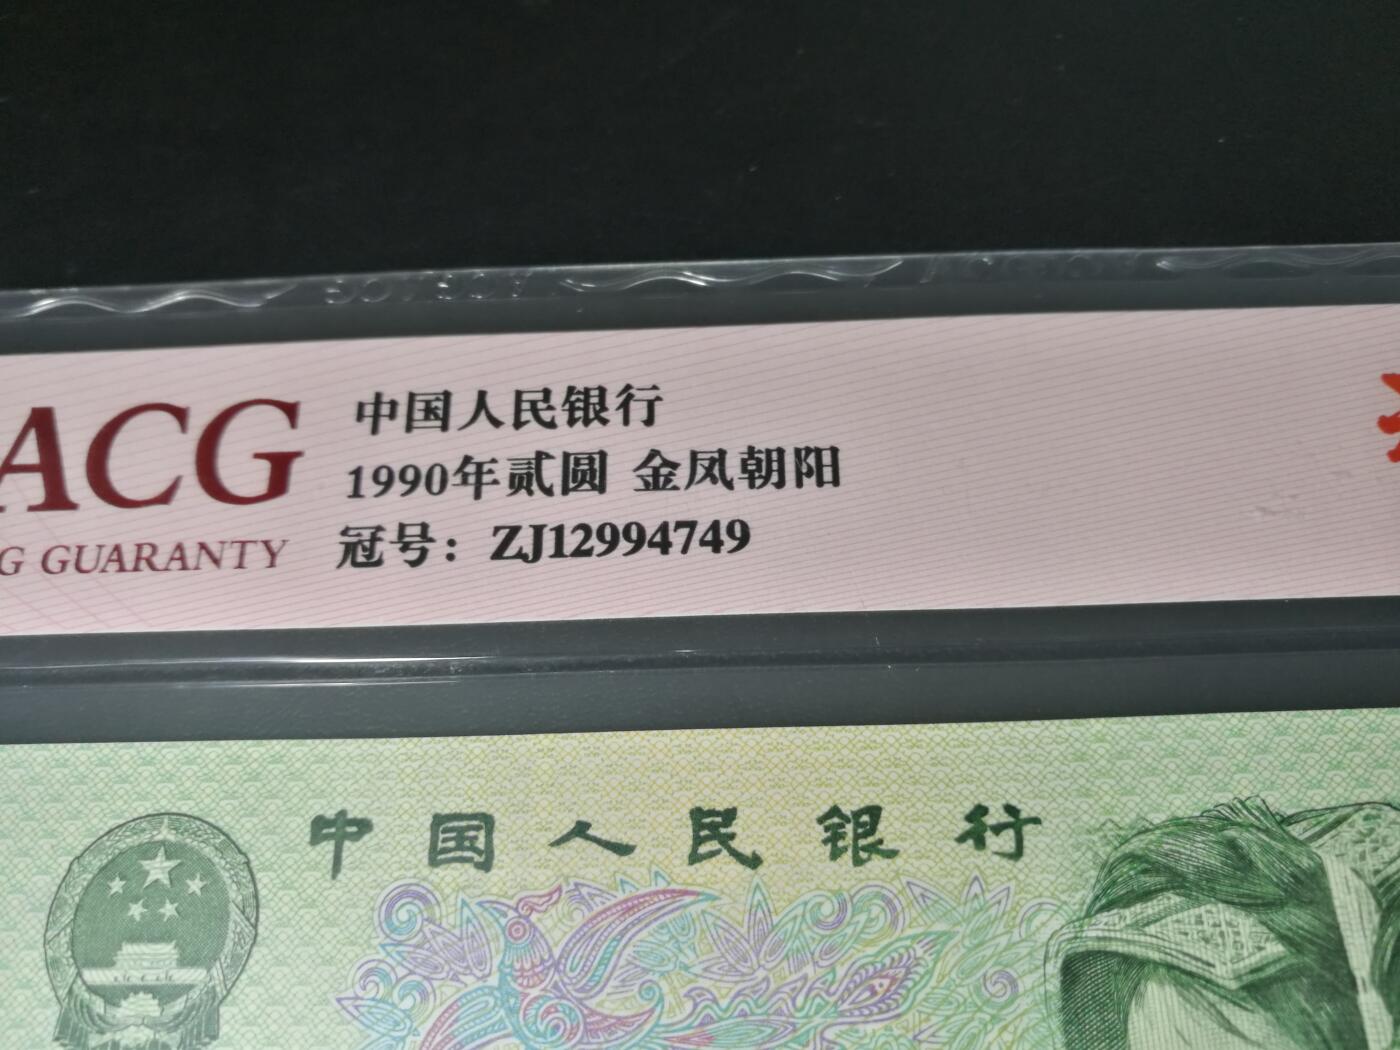 ACG
G GUARANTY
中国人民银行
1990年贰圆 金凤朝阳
冠号：ZJ12994749
中国人民银行